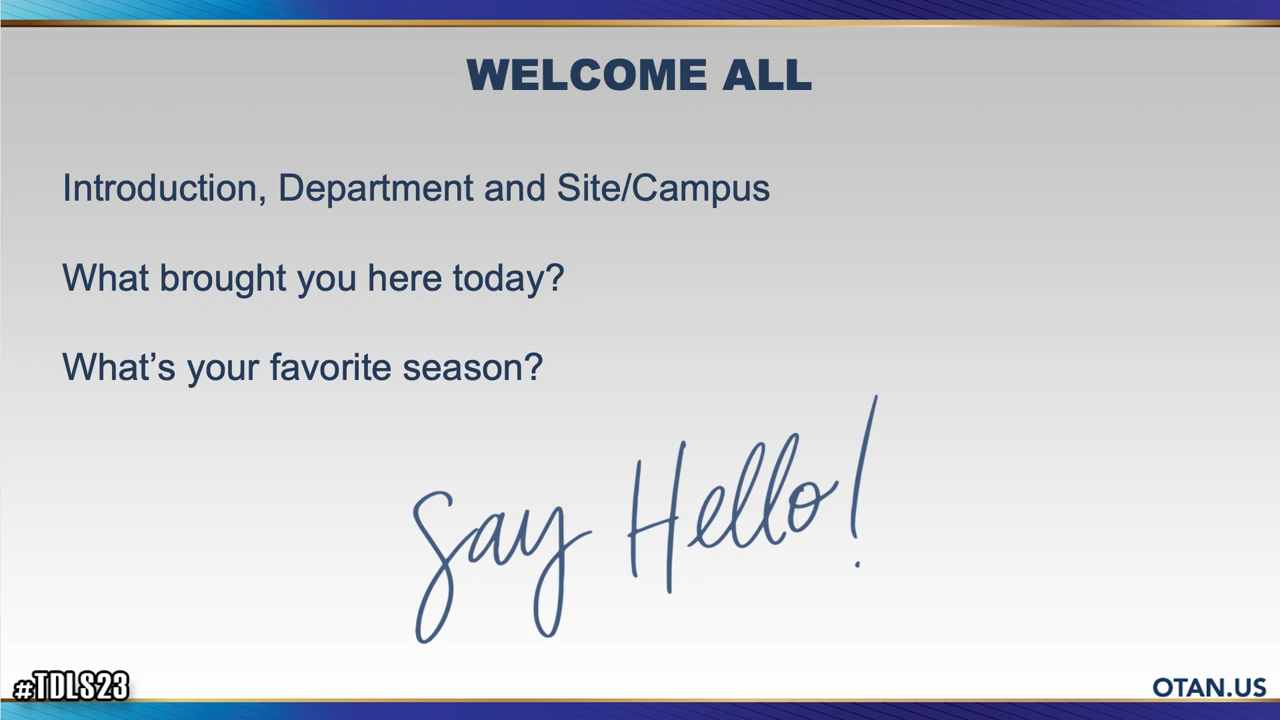 WELCOME ALL
Introduction, Department and Site/Campus
What brought you here today?
What’s your favorite season?
Say Hello!
#TDLS23
OTAN.US